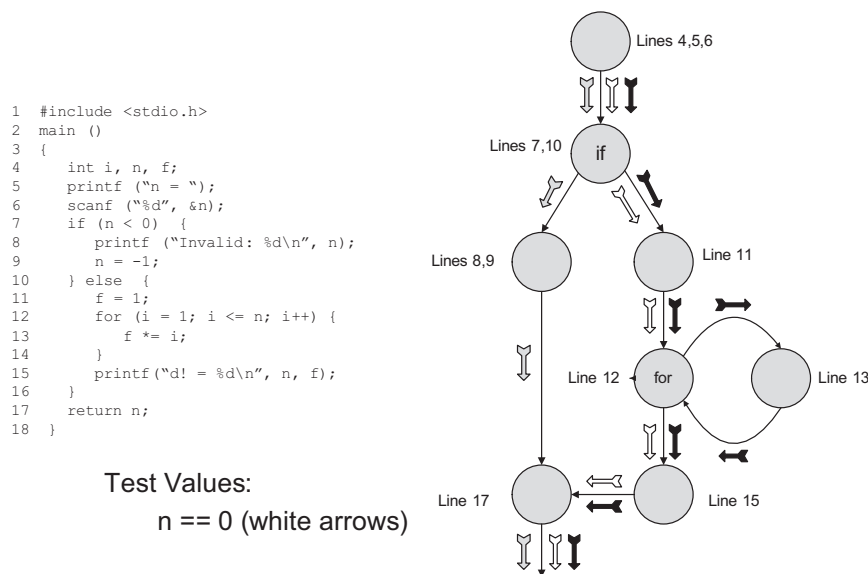 1 #include <stdio.h>
2 main ()
3 {
4 int i, n, f;
5 printf (“n = “);
6 scanf (“%d”, &n);
7 if (n < 0) {
8 printf (“Invalid: %d\n”, n);
9 n = -1;
10 } else {
11 f = 1;
12 for (i = 1; i <= n; i++) {
13 f *= i;
14 }
15 printf(“d! = %d\n”, n, f);
16 }
17 return n;
18 }
Test Values:
n == 0 (white arrows)
Lines 4,5,6
Lines 7,10
if
Lines 8,9
Line 11
Line 12
for
Line 13
Line 17
Line 15